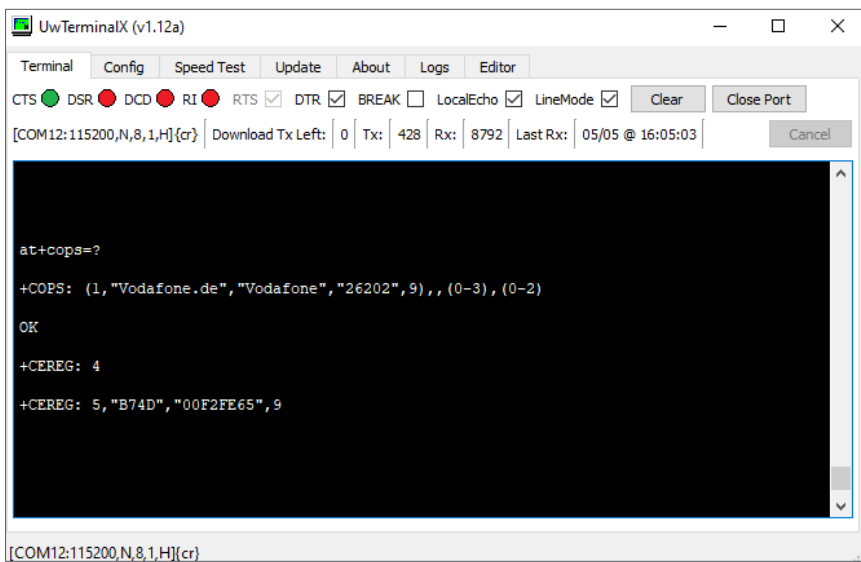 UwTerminalX (v1.12a)
Terminal Config Speed Test Update About Logs Editor
CTS DSR DCD RI RTS DTR BREAK LocalEcho LineMode Clear Close Port
[COM12:115200,N,8,1,H]{cr} Download Tx Left: 0 Tx: 428 Rx: 8792 Last Rx: 05/05 @ 16:05:03 Cancel
at+cops=?
+COPS: (1,"Vodafone.de","Vodafone","26202",9),,(0-3),(0-2)
OK
+CEREG: 4
+CEREG: 5,"B74D","00F2FE65",9
[COM12:115200,N,8,1,H]{cr}